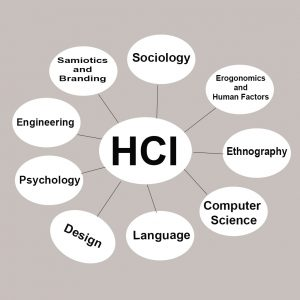 Samiotics
and
Branding
Sociology
Erogonomics
and
Human Factors
Engineering
HCI
Ethnography
Psychology
Computer
Science
Design
Language